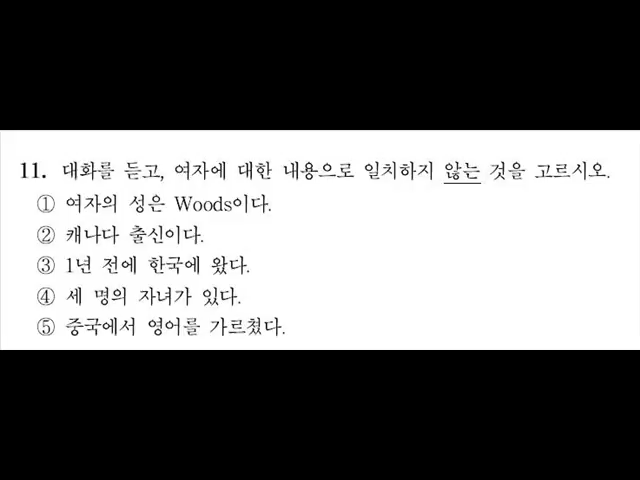 11. 대화를 듣고, 여자에 대한 내용으로 일치하지 않는 것을 고르시오.
① 여자의 성은 Woods이다.
② 캐나다 출신이다.
③ 1년 전에 한국에 왔다.
④ 세 명의 자녀가 있다.
⑤ 중국에서 영어를 가르쳤다.